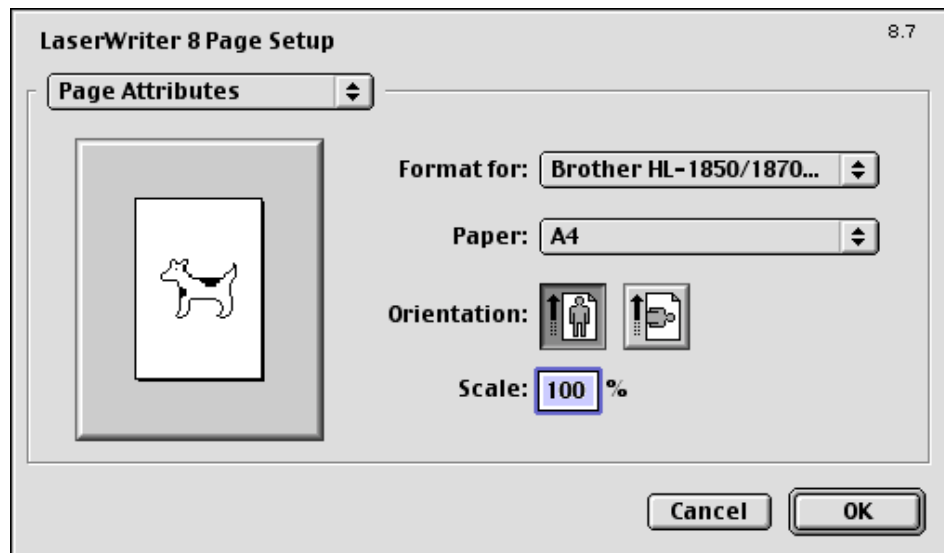 LaserWriter 8 Page Setup
8.7
Page Attributes
Format for: Brother HL-1850/1870...
Paper: A4
Orientation:
Scale: 100 %
Cancel OK